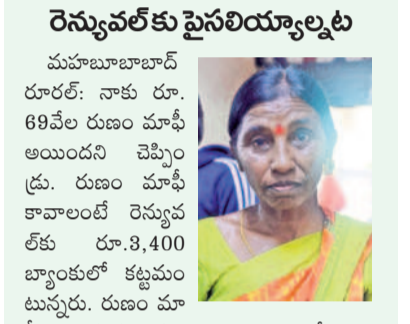 రెన్యువల్‌కు పైసలియ్యాల్నట
మహబూబాబాద్
రూరల్: నాకు రూ.
69వేల రుణం మాఫీ
అయిందని చెప్పిం
డ్రు. రుణం మాఫీ
కావాలంటే రెన్యువ
ల్‌కు రూ.3,400
బ్యాంకులో కట్టమం
టున్నరు. రుణం మా